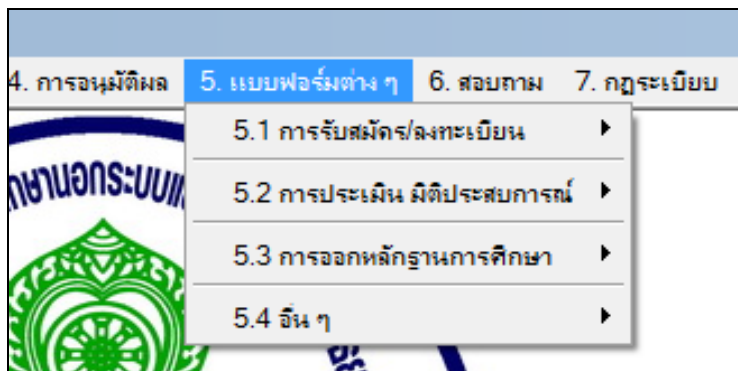 4. การอนุมัติผล 5. แบบฟอร์มต่าง ๆ 6. สอบถาม 7. กฎระเบียบ
5.1 การรับสมัคร/ลงทะเบียน
5.2 การประเมิน มิติประสบการณ์
5.3 การออกหลักฐานการศึกษา
5.4 อื่น ๆ